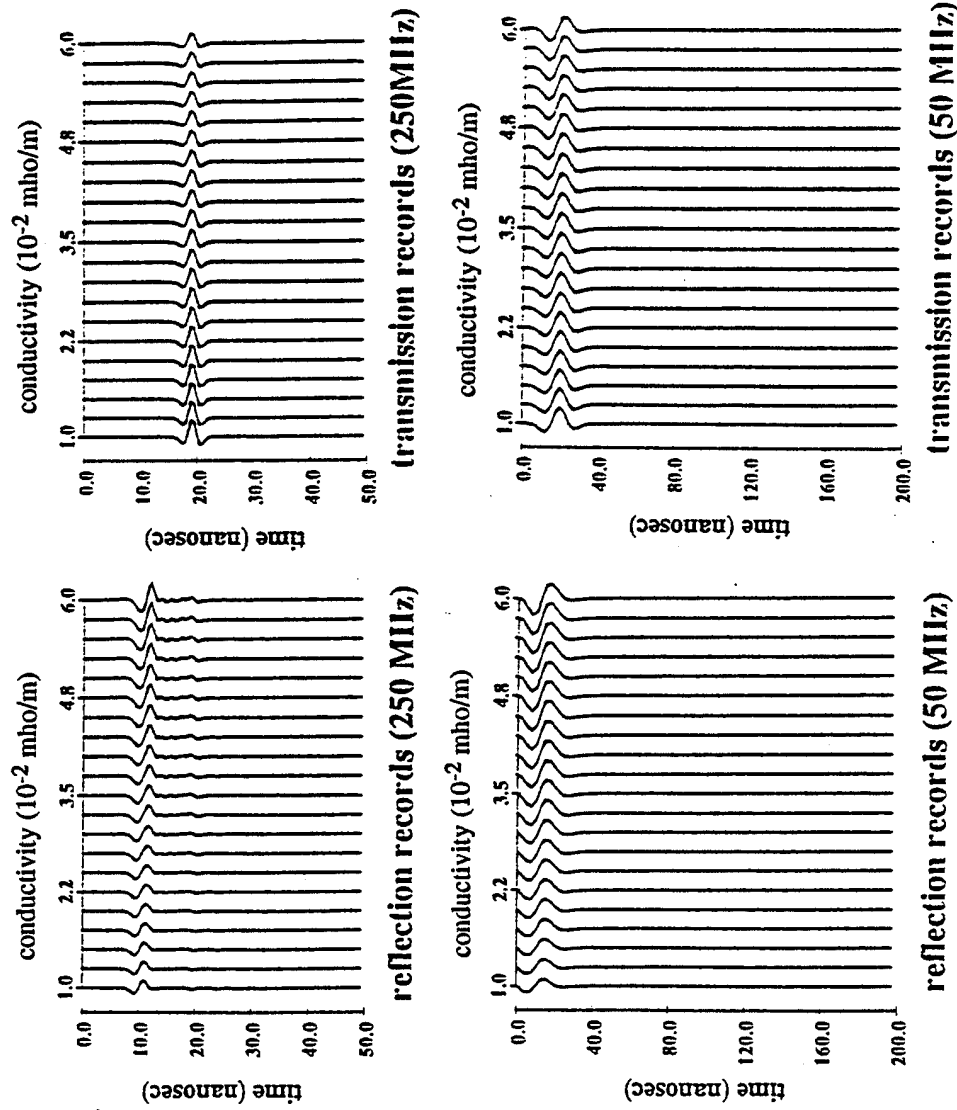 conductivity (10⁻² mho/m)
1.0 2.2 3.5 4.8 6.0
0.0
10.0
20.0
30.0
40.0
50.0
time (nanosec)
reflection records (250 MHz)
conductivity (10⁻² mho/m)
1.0 2.2 3.5 4.8 6.0
0.0
10.0
20.0
30.0
40.0
50.0
time (nanosec)
transmission records (250MHz)
conductivity (10⁻² mho/m)
1.0 2.2 3.5 4.8 6.0
0.0
40.0
80.0
120.0
160.0
200.0
time (nanosec)
reflection records (50 MHz)
conductivity (10⁻² mho/m)
1.0 2.2 3.5 4.8 6.0
0.0
40.0
80.0
120.0
160.0
200.0
time (nanosec)
transmission records (50 MHz)